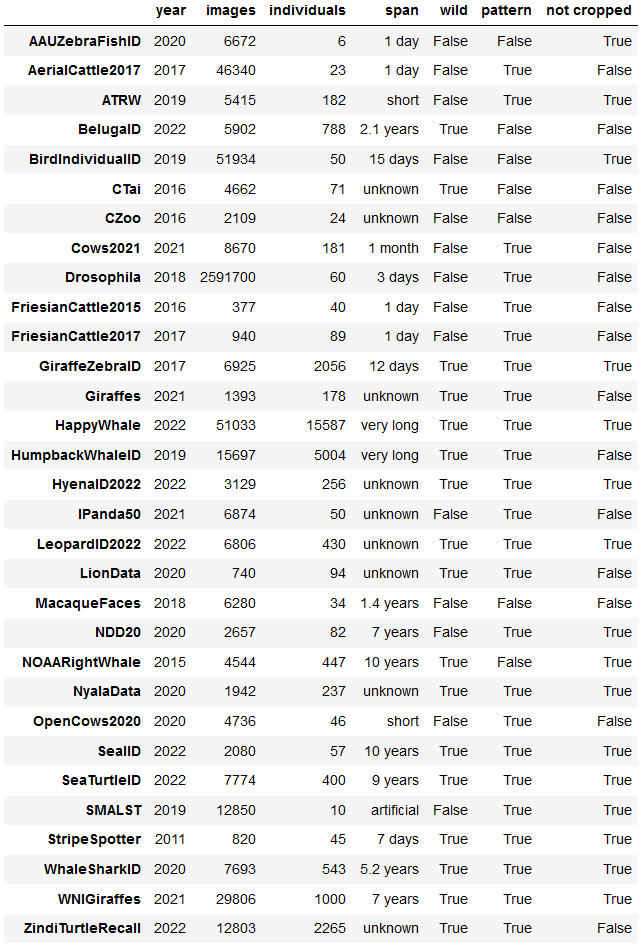 year images individuals span wild pattern not cropped
AAUZebraFishID 2020 6672 6 1 day False False True
AerialCattle2017 2017 46340 23 1 day False True False
ATRW 2019 5415 182 short False True True
BelugaID 2022 5902 788 2.1 years True False False
BirdIndividualID 2019 51934 50 15 days False False True
CTai 2016 4662 71 unknown True False False
CZoo 2016 2109 24 unknown False False False
Cows2021 2021 8670 181 1 month False True False
Drosophila 2018 2591700 60 3 days False True False
FriesianCattle2015 2016 377 40 1 day False True False
FriesianCattle2017 2017 940 89 1 day False True False
GiraffeZebraID 2017 6925 2056 12 days True True True
Giraffes 2021 1393 178 unknown True True False
HappyWhale 2022 51033 15587 very long True True True
HumpbackWhaleID 2019 15697 5004 very long True True False
HyenaID2022 2022 3129 256 unknown True True True
IPanda50 2021 6874 50 unknown False True False
LeopardID2022 2022 6806 430 unknown True True True
LionData 2020 740 94 unknown True True False
MacaqueFaces 2018 6280 34 1.4 years False False False
NDD20 2020 2657 82 7 years False True True
NOAARightWhale 2015 4544 447 10 years True False True
NyalaData 2020 1942 237 unknown True True True
OpenCows2020 2020 4736 46 short False True False
SealID 2022 2080 57 10 years True True True
SeaTurtleID 2022 7774 400 9 years True True True
SMALST 2019 12850 10 artificial False True True
StripeSpotter 2011 820 45 7 days True True True
WhaleSharkID 2020 7693 543 5.2 years True True True
WNIGiraffes 2021 29806 1000 7 years True True True
ZindiTurtleRecall 2022 12803 2265 unknown True True False